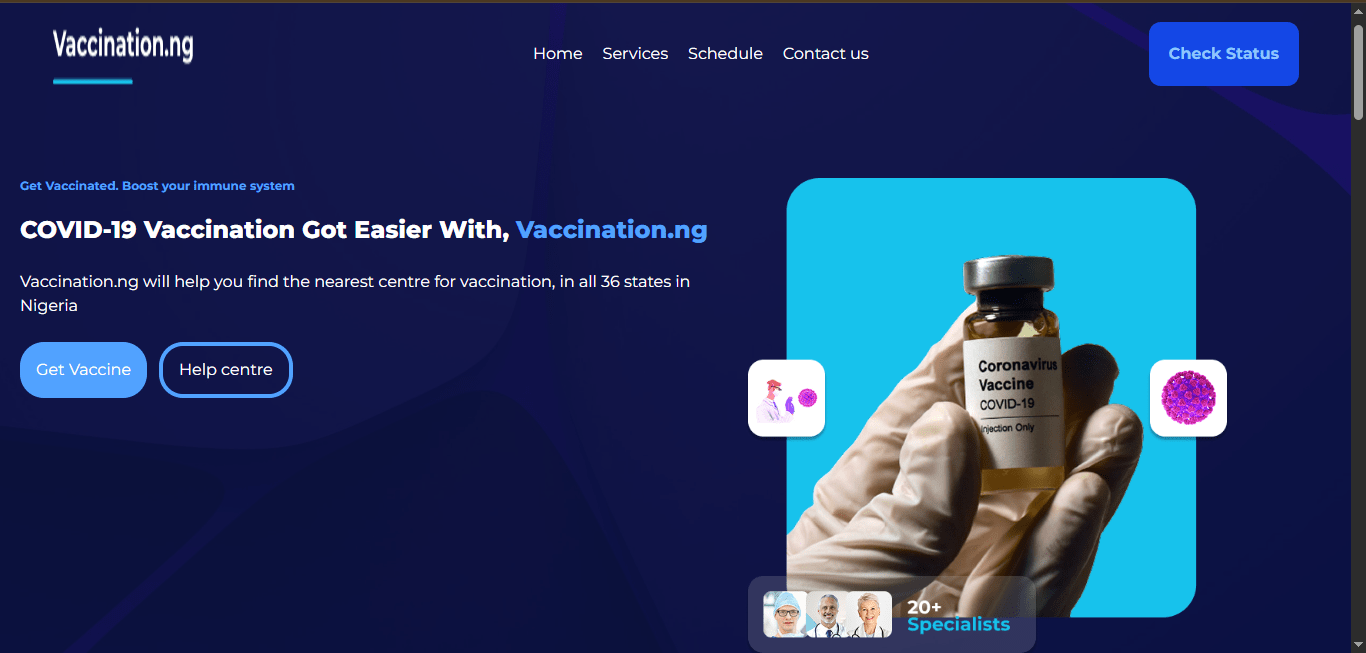 Vaccination.ng
Home Services Schedule Contact us
Check Status
Get Vaccinated. Boost your immune system
COVID-19 Vaccination Got Easier With, Vaccination.ng
Vaccination.ng will help you find the nearest centre for vaccination, in all 36 states in
Nigeria
Get Vaccine
Help centre
Coronavirus
Vaccine
COVID-19
Injection Only
20+
Specialists